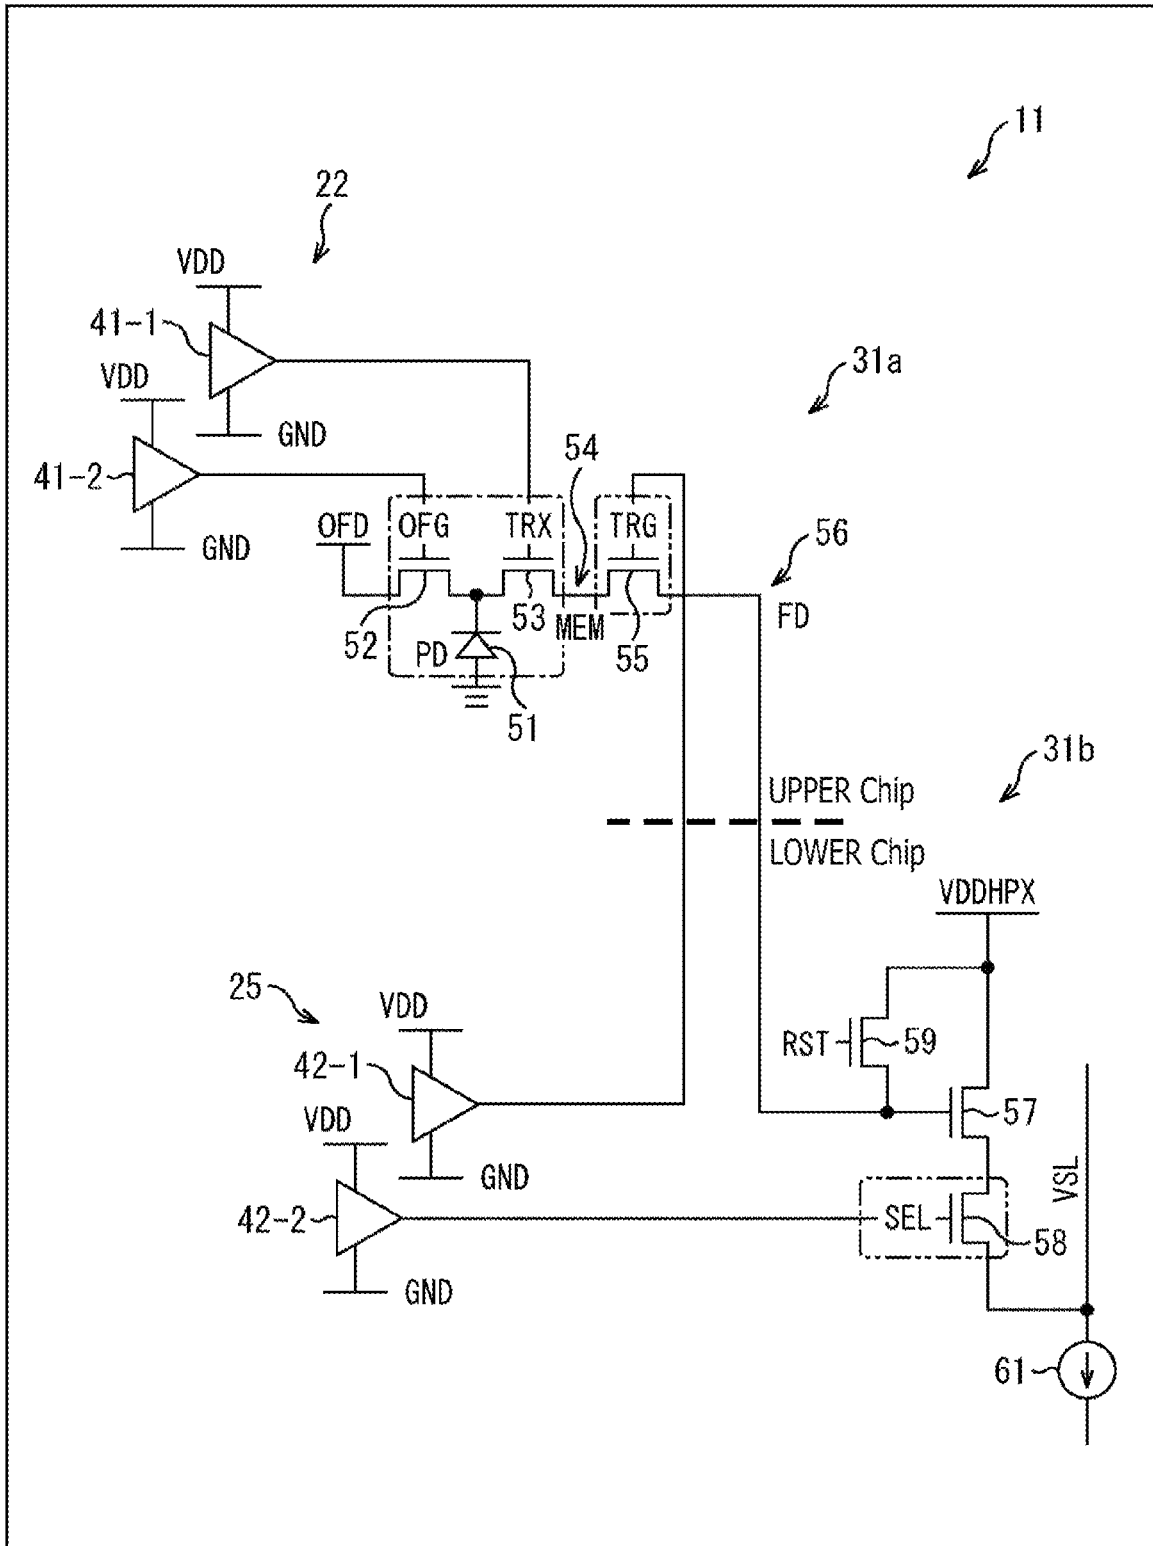 11
22
VDD
41-1
31a
VDD
GND
54
41-2
OFD
OFG
TRX
TRG
56
GND
FD
53
MEM
52
PD
55
51
31b
UPPER Chip
LOWER Chip
VDDHPX
25
VDD
RST
59
42-1
VDD
57
GND
VSL
42-2
SEL
58
GND
61